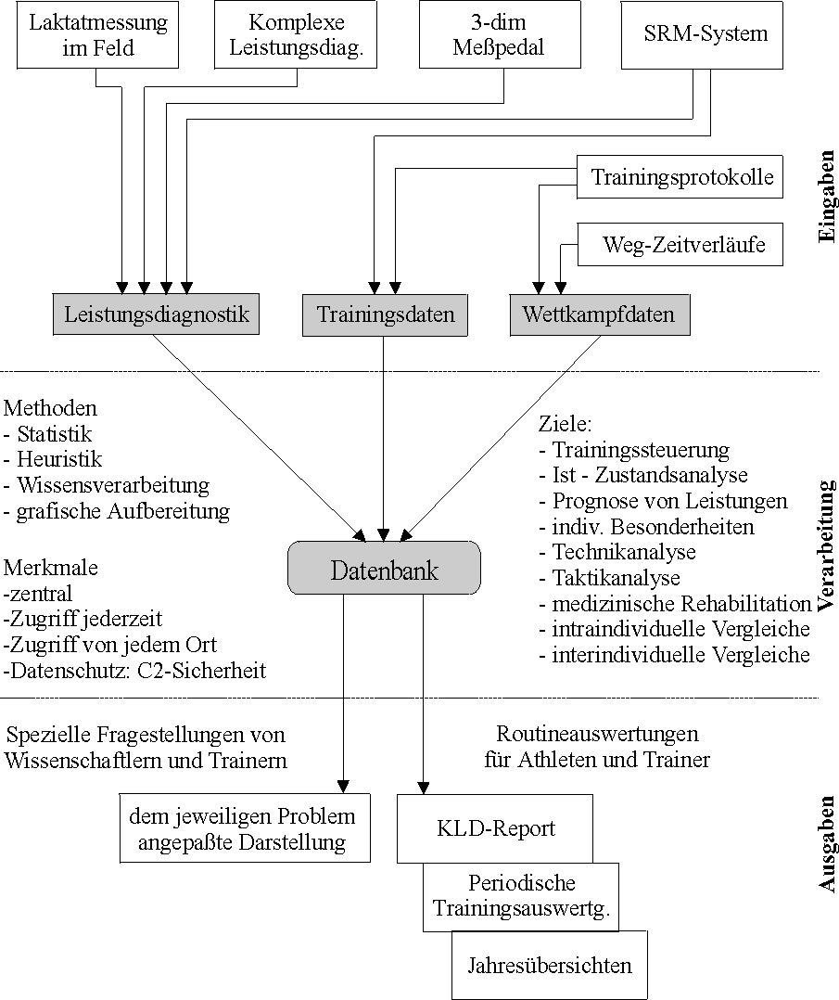 Laktatmessung
im Feld
Komplexe
Leistungsdiag.
3-dim
Meßpedal
SRM-System
Trainingsprotokolle
Weg-Zeitverläufe
Eingaben
Leistungsdiagnostik
Trainingsdaten
Wettkampfdaten
Methoden
- Statistik
- Heuristik
- Wissensverarbeitung
- grafische Aufbereitung
Merkmale
-zentral
-Zugriff jederzeit
-Zugriff von jedem Ort
-Datenschutz: C2-Sicherheit
Datenbank
Ziele:
- Trainingssteuerung
- Ist - Zustandsanalyse
- Prognose von Leistungen
- indiv. Besonderheiten
- Technikanalyse
- Taktikanalyse
- medizinische Rehabilitation
- intraindividuelle Vergleiche
- interindividuelle Vergleiche
Verarbeitung
Spezielle Fragestellungen von
Wissenschaftlern und Trainern
Routineauswertungen
für Athleten und Trainer
dem jeweiligen Problem
angepaßte Darstellung
KLD-Report
Periodische
Trainingsauswertg.
Jahresübersichten
Ausgaben